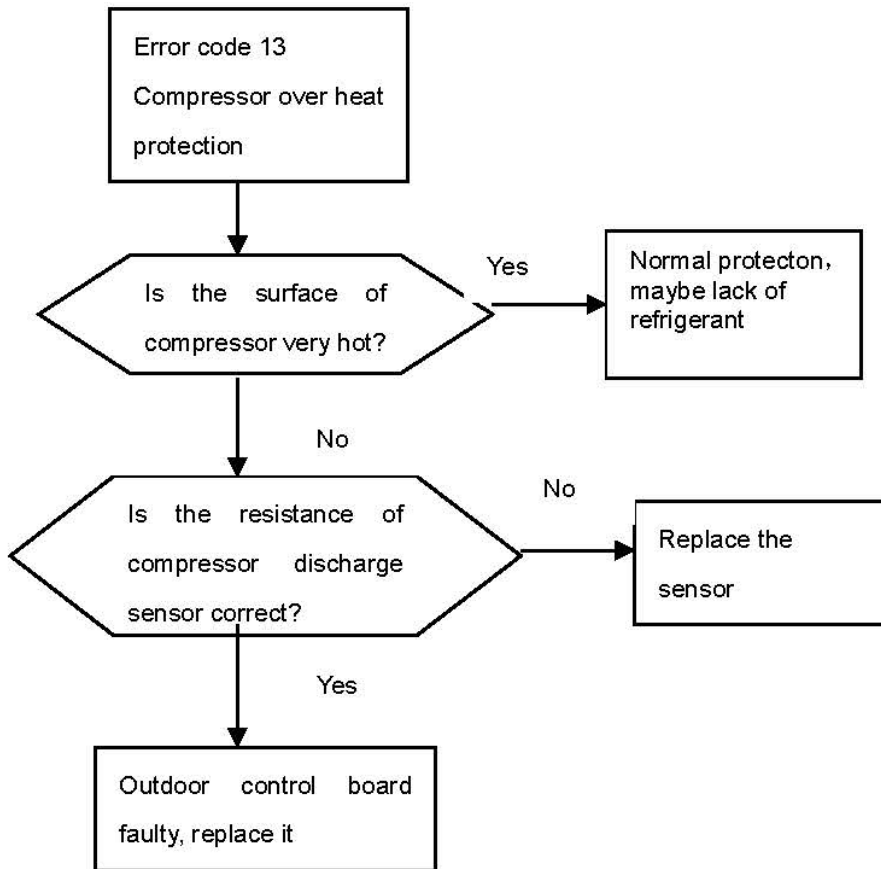 Error code 13
Compressor over heat
protection
Yes
Normal protecton，
maybe lack of
refrigerant
Is the surface of
compressor very hot?
No
Is the resistance of
compressor discharge
sensor correct?
No
Replace the
sensor
Yes
Outdoor control board
faulty, replace it